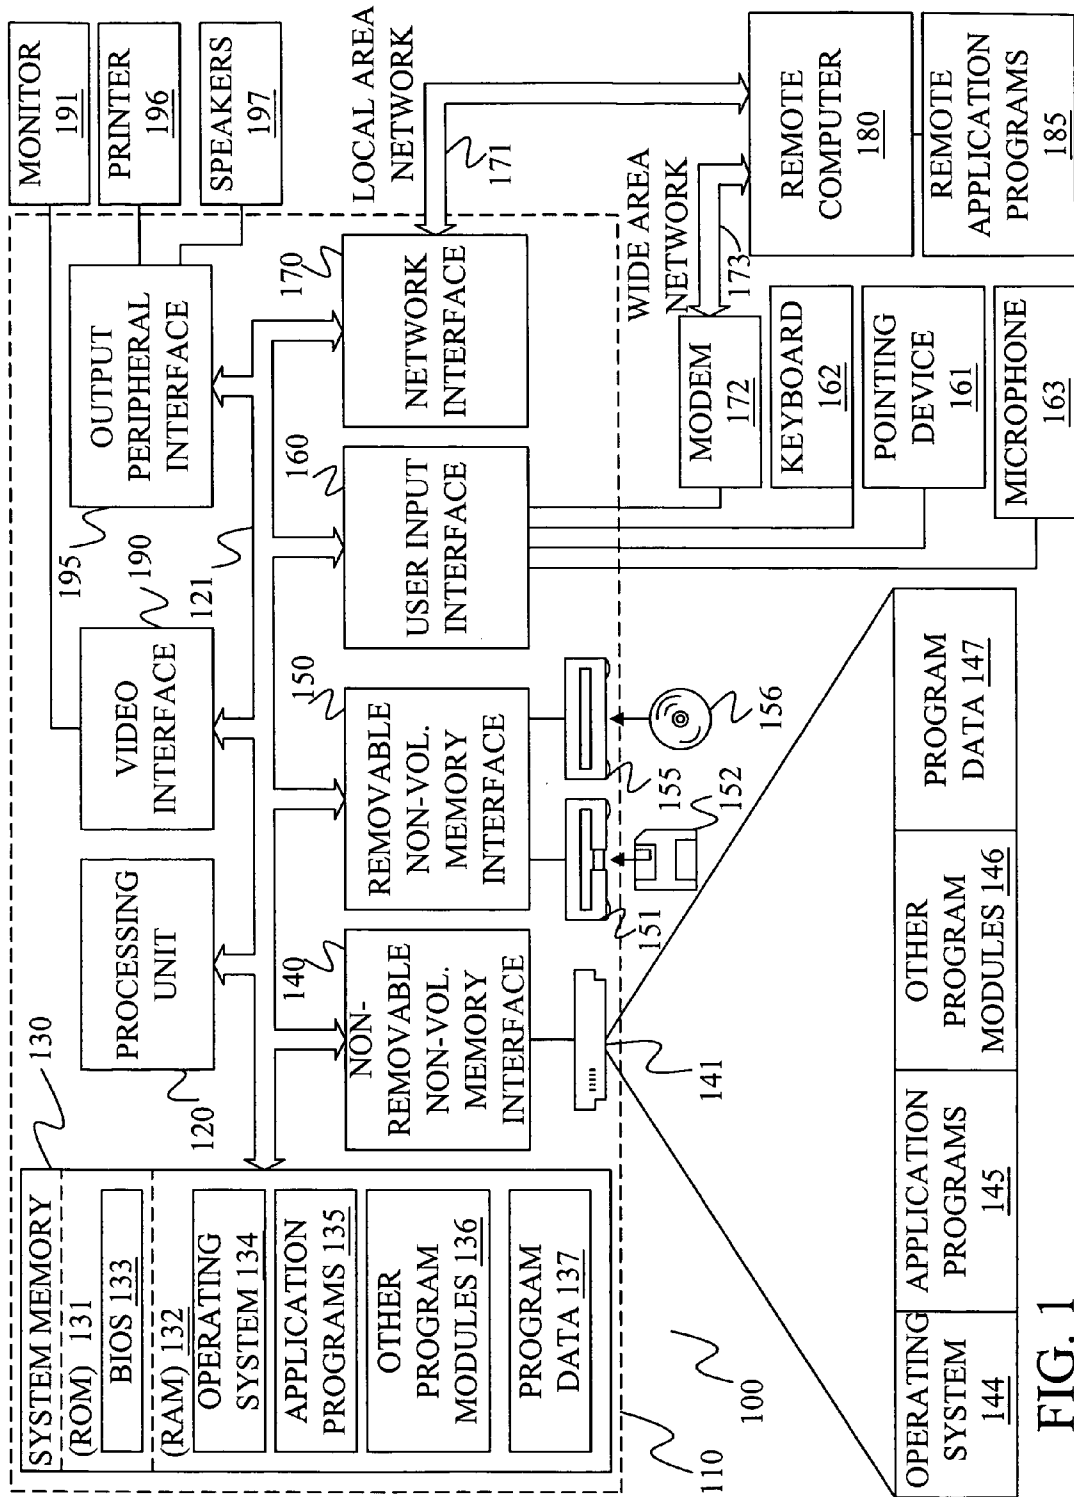 SYSTEM MEMORY
(ROM) 131
BIOS 133
(RAM) 132
OPERATING
SYSTEM 134
APPLICATION
PROGRAMS 135
OTHER
PROGRAM
MODULES 136
PROGRAM
DATA 137
130
120
PROCESSING
UNIT
VIDEO
INTERFACE
190
121
195
OUTPUT
PERIPHERAL
INTERFACE
MONITOR
191
PRINTER
196
SPEAKERS
197
140
NON-
REMOVABLE
NON-VOL.
MEMORY
INTERFACE
150
REMOVABLE
NON-VOL.
MEMORY
INTERFACE
160
USER INPUT
INTERFACE
170
NETWORK
INTERFACE
LOCAL AREA
NETWORK
171
141
151
152
155
156
WIDE AREA
NETWORK
173
MODEM
172
KEYBOARD
162
POINTING
DEVICE
161
MICROPHONE
163
REMOTE
COMPUTER
180
REMOTE
APPLICATION
PROGRAMS
185
110
100
OPERATING
SYSTEM
144
APPLICATION
PROGRAMS
145
OTHER
PROGRAM
MODULES 146
PROGRAM
DATA 147
FIG. 1